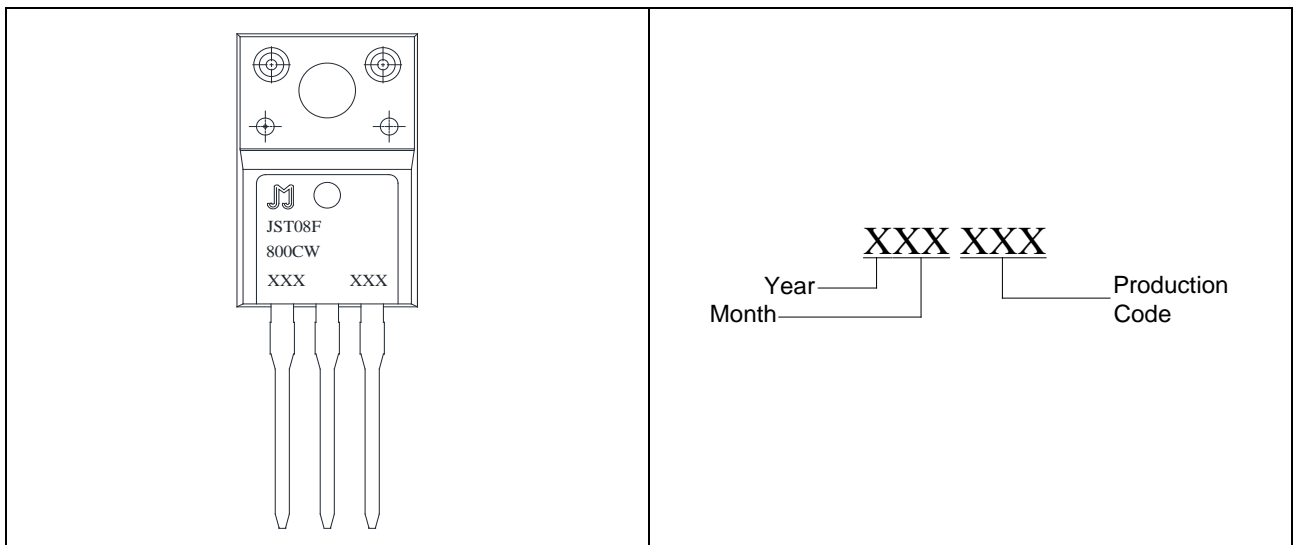 JST08F
800CW
XXX XXX
XXX XXX
Year
Month
Production
Code